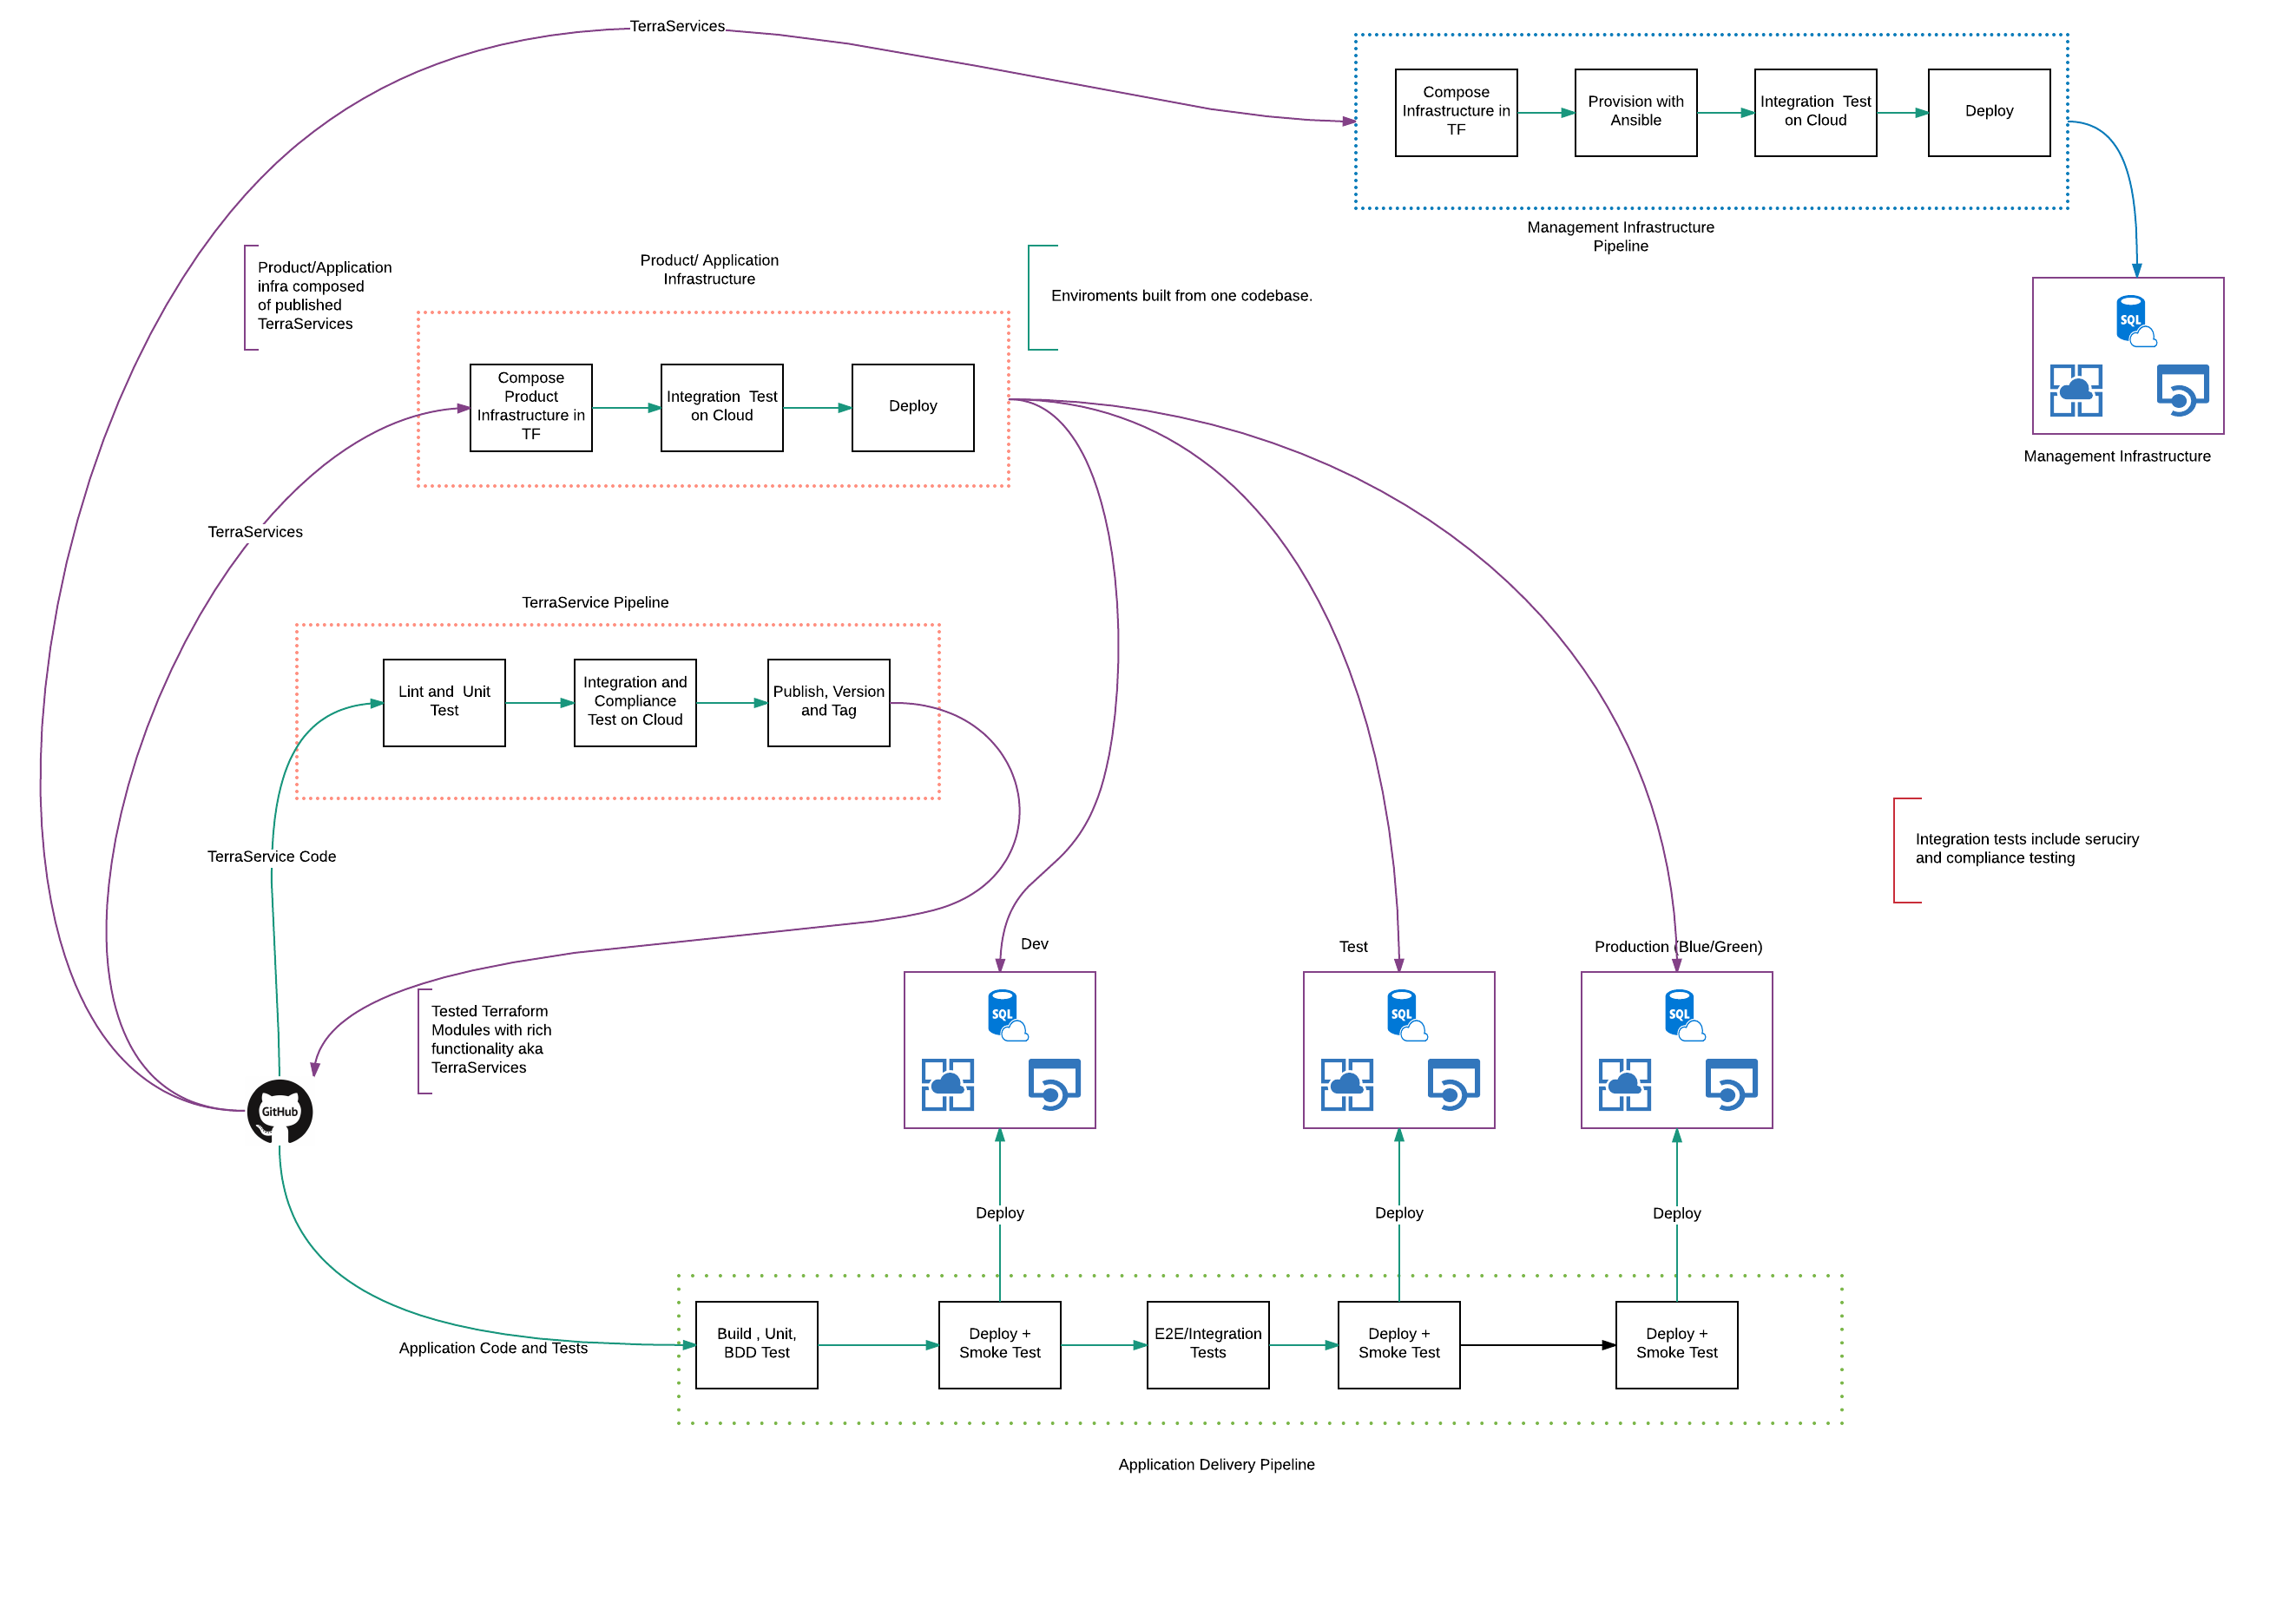 TerraServices
Compose
Infrastructure in
TF
Provision with
Ansible
Integration Test
on Cloud
Deploy
Management Infrastructure
Pipeline
Product/Application
infra composed
of published
TerraServices
Product/ Application
Infrastructure
Enviroments built from one codebase.
SQL
Management Infrastructure
Compose
Product
Infrastructure in
TF
Integration Test
on Cloud
Deploy
TerraServices
TerraService Pipeline
Lint and Unit
Test
Integration and
Compliance
Test on Cloud
Publish, Version
and Tag
TerraService Code
Integration tests include seruciry
and compliance testing
Dev
Test
Production (Blue/Green)
Tested Terraform
Modules with rich
functionality aka
TerraServices
SQL
SQL
SQL
GitHub
Deploy
Deploy
Deploy
Application Code and Tests
Build , Unit,
BDD Test
Deploy +
Smoke Test
E2E/Integration
Tests
Deploy +
Smoke Test
Deploy +
Smoke Test
Application Delivery Pipeline